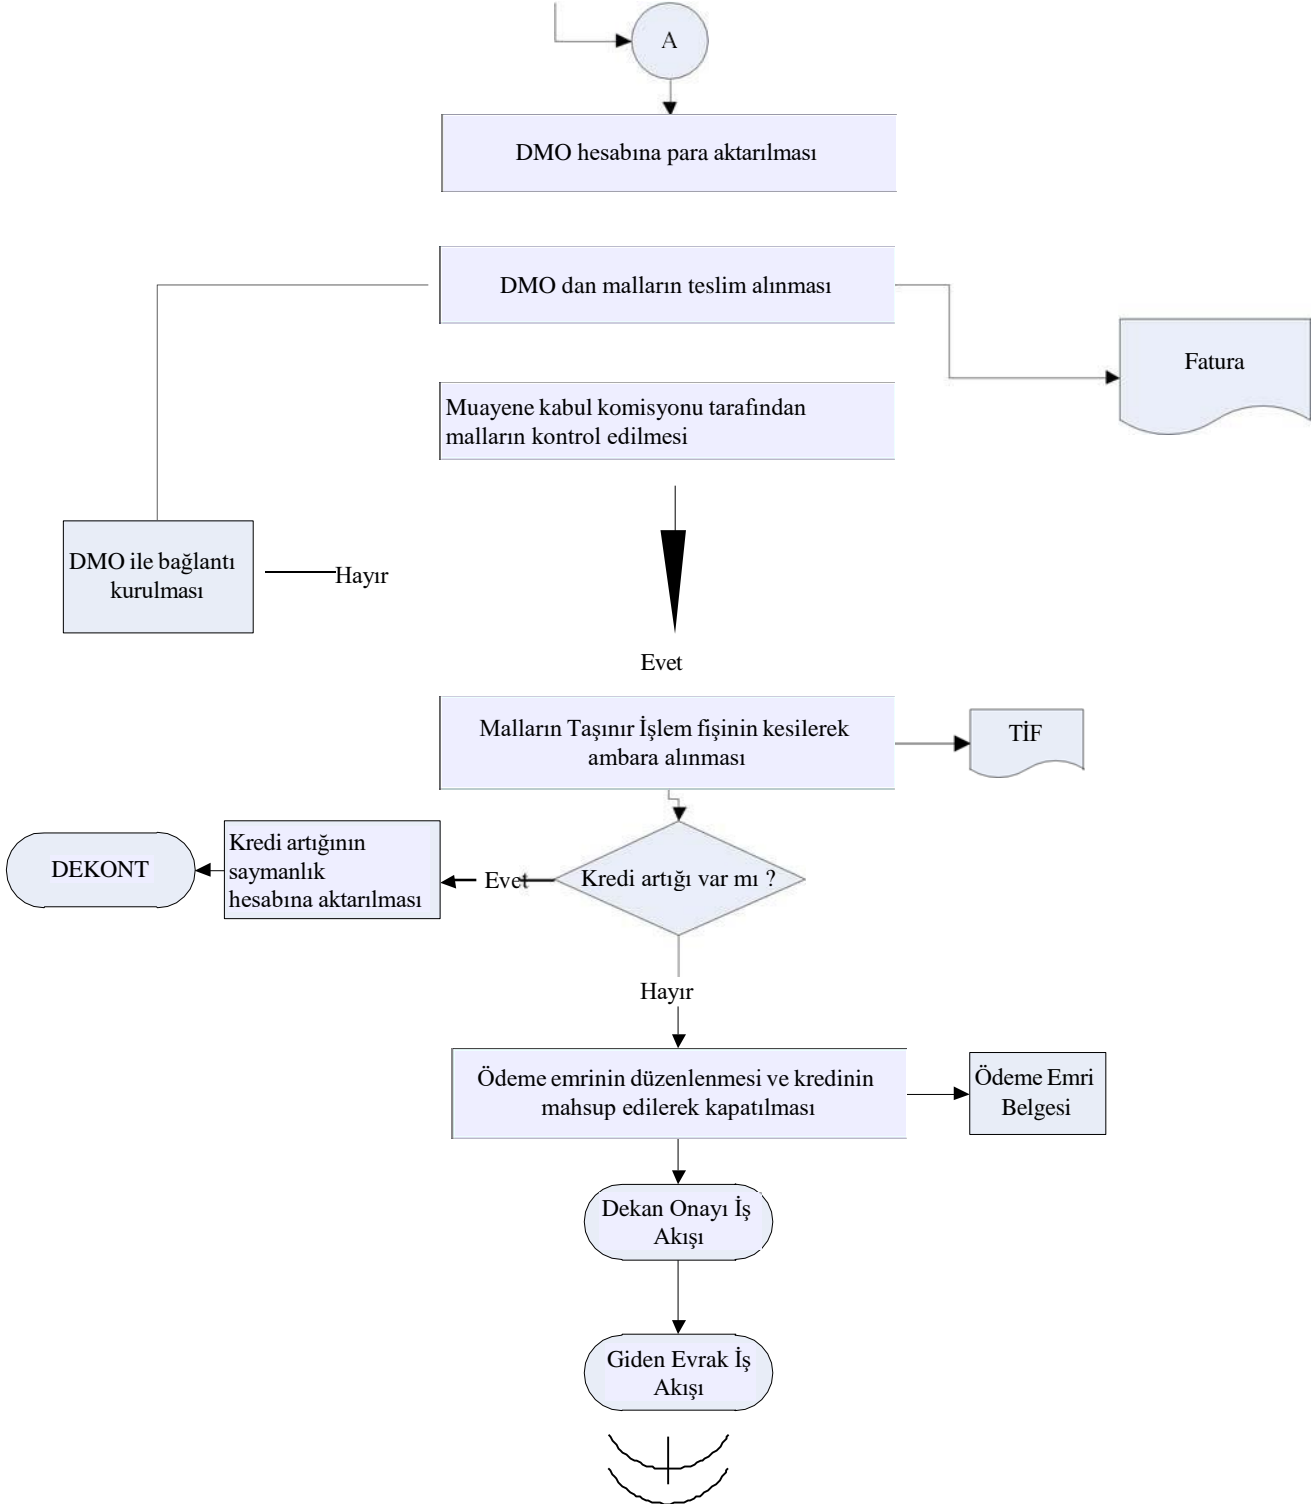 A
DMO hesabına para aktarılması
DMO dan malların teslim alınması
Fatura
Muayene kabul komisyonu tarafından
malların kontrol edilmesi
DMO ile bağlantı
kurulması
Hayır
Evet
Malların Taşınır İşlem fişinin kesilerek
ambara alınması
TİF
DEKONT
Kredi artığının
saymanlık
hesabına aktarılması
Evet
Kredi artığı var mı ?
Hayır
Ödeme emrinin düzenlenmesi ve kredinin
mahsup edilerek kapatılması
Ödeme Emri
Belgesi
Dekan Onayı İş
Akışı
Giden Evrak İş
Akışı